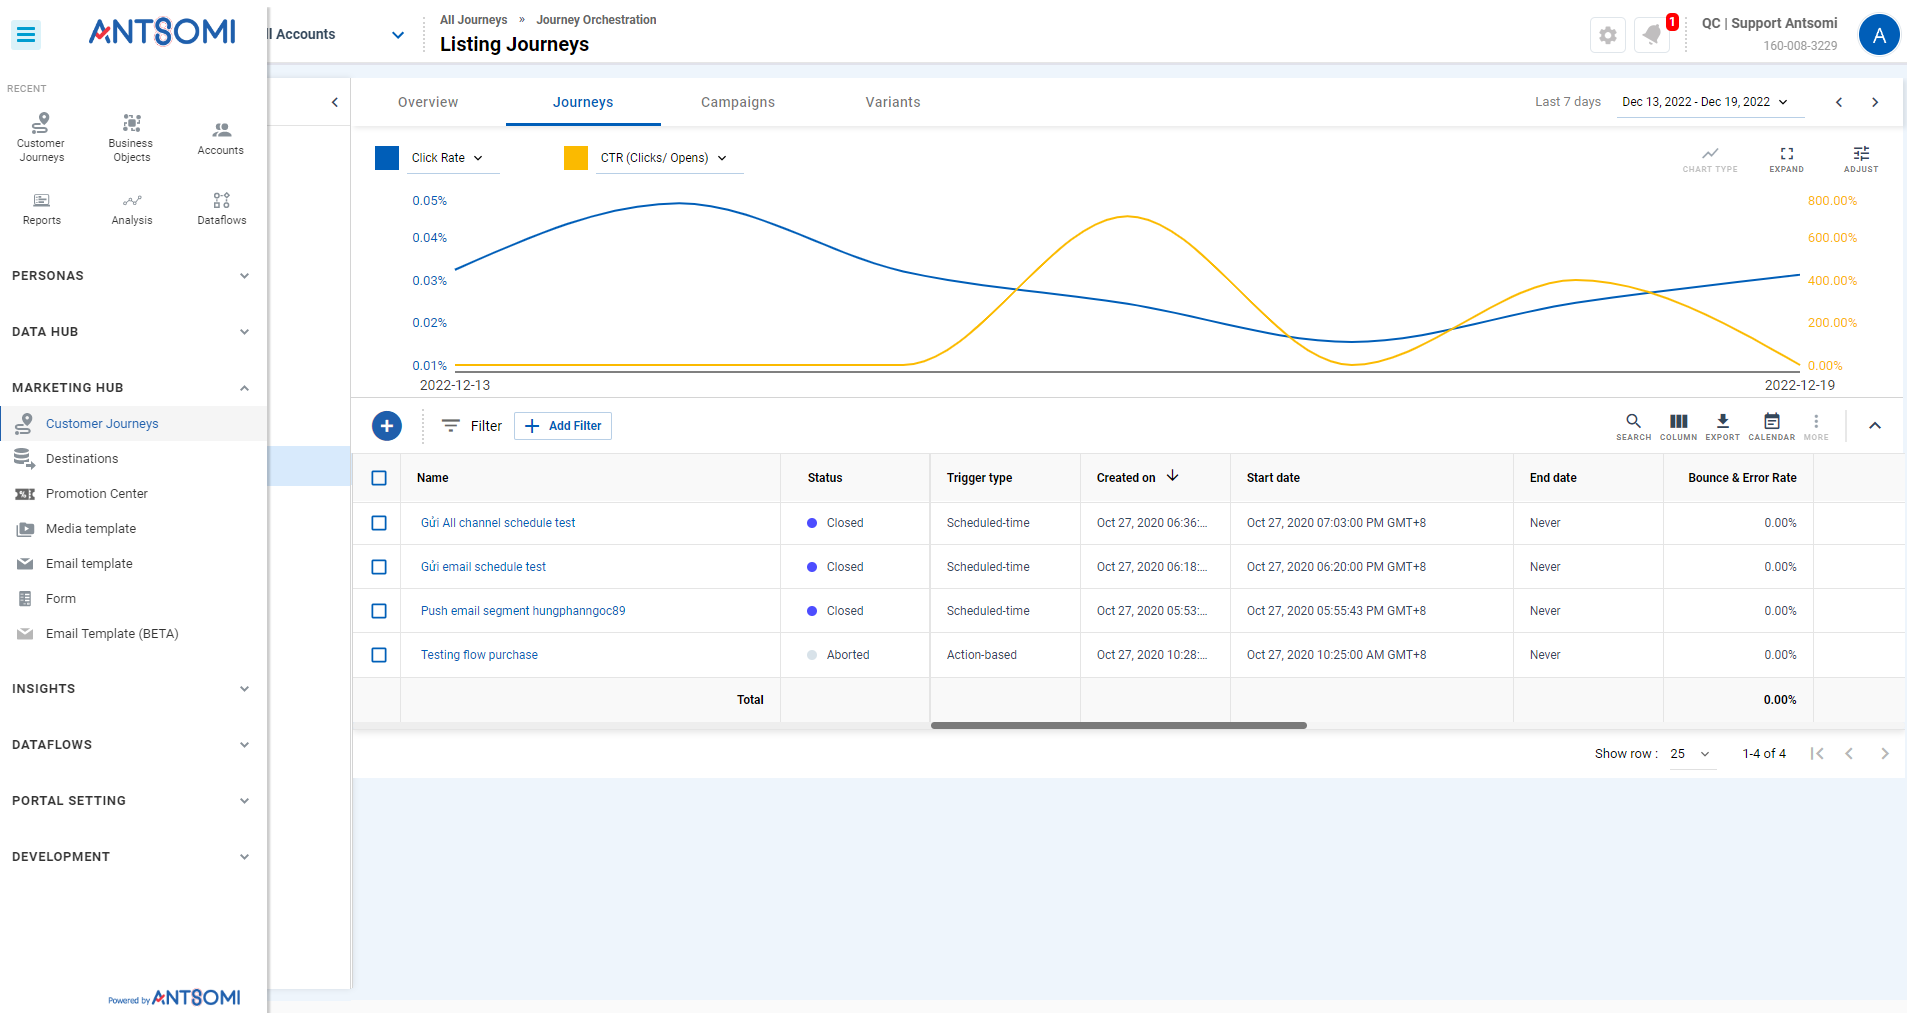 ANTSOMI
ll Accounts
All Journeys » Journey Orchestration
Listing Journeys
1
QC | Support Antsomi
160-008-3229
A
RECENT
Customer Journeys
Business Objects
Accounts
Reports
Analysis
Dataflows
PERSONAS
DATA HUB
MARKETING HUB
Customer Journeys
Destinations
Promotion Center
Media template
Email template
Form
Email Template (BETA)
INSIGHTS
DATAFLOWS
PORTAL SETTING
DEVELOPMENT
Powered by ANTSOMI
Overview
Journeys
Campaigns
Variants
Last 7 days
Dec 13, 2022 - Dec 19, 2022
Click Rate
CTR (Clicks/ Opens)
CHART TYPE
EXPAND
ADJUST
0.05%
0.04%
0.03%
0.02%
0.01%
800.00%
600.00%
400.00%
200.00%
0.00%
2022-12-13
2022-12-19
Filter
Add Filter
SEARCH
COLUMN
EXPORT
CALENDAR
MORE
Name Status Trigger type Created on Start date End date Bounce & Error Rate
Gửi All channel schedule test Closed Scheduled-time Oct 27, 2020 06:36:... Oct 27, 2020 07:03:00 PM GMT+8 Never 0.00%
Gửi email schedule test Closed Scheduled-time Oct 27, 2020 06:18:... Oct 27, 2020 06:20:00 PM GMT+8 Never 0.00%
Push email segment hungphanngoc89 Closed Scheduled-time Oct 27, 2020 05:53:... Oct 27, 2020 05:55:43 PM GMT+8 Never 0.00%
Testing flow purchase Aborted Action-based Oct 27, 2020 10:28:... Oct 27, 2020 10:25:00 AM GMT+8 Never 0.00%
Total 0.00%
Show row : 25 1-4 of 4